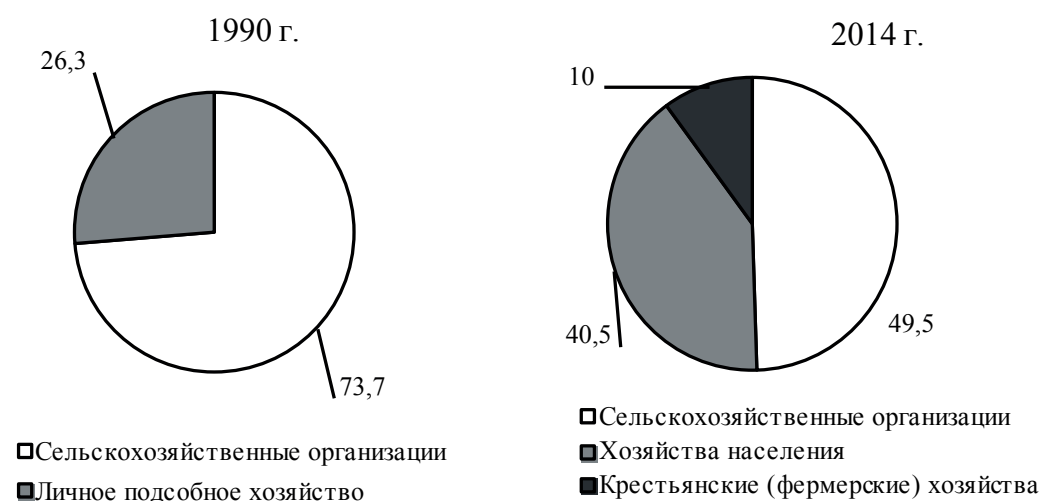 1990 г.
26,3
73,7
Сельскохозяйственные организации
Личное подсобное хозяйство
2014 г.
10
40,5
49,5
Сельскохозяйственные организации
Хозяйства населения
Крестьянские (фермерские) хозяйства